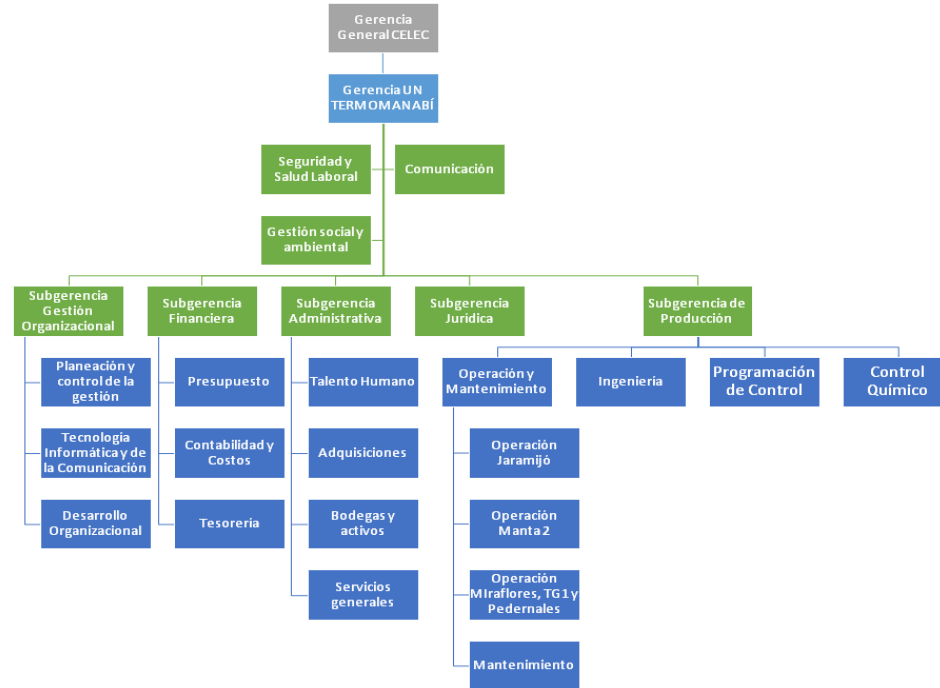 Gerencia
General CELEC
Gerencia UN
TERMOMANABÍ
Seguridad y
Salud Laboral
Comunicación
Gestión social y
ambiental
Subgerencia
Gestión
Organizacional
Subgerencia
Financiera
Subgerencia
Administrativa
Subgerencia
Jurídica
Subgerencia de
Producción
Planeación y
control de la
gestión
Tecnología
Informática y de
la Comunicación
Desarrollo
Organizacional
Presupuesto
Contabilidad y
Costos
Tesorería
Talento Humano
Adquisiciones
Bodegas y
activos
Servicios
generales
Operación y
Mantenimiento
Operación
Jaramijó
Operación
Manta 2
Operación
MIraflores, TG1 y
Pedernales
Mantenimiento
Ingeniería
Programación
de Control
Control
Químico